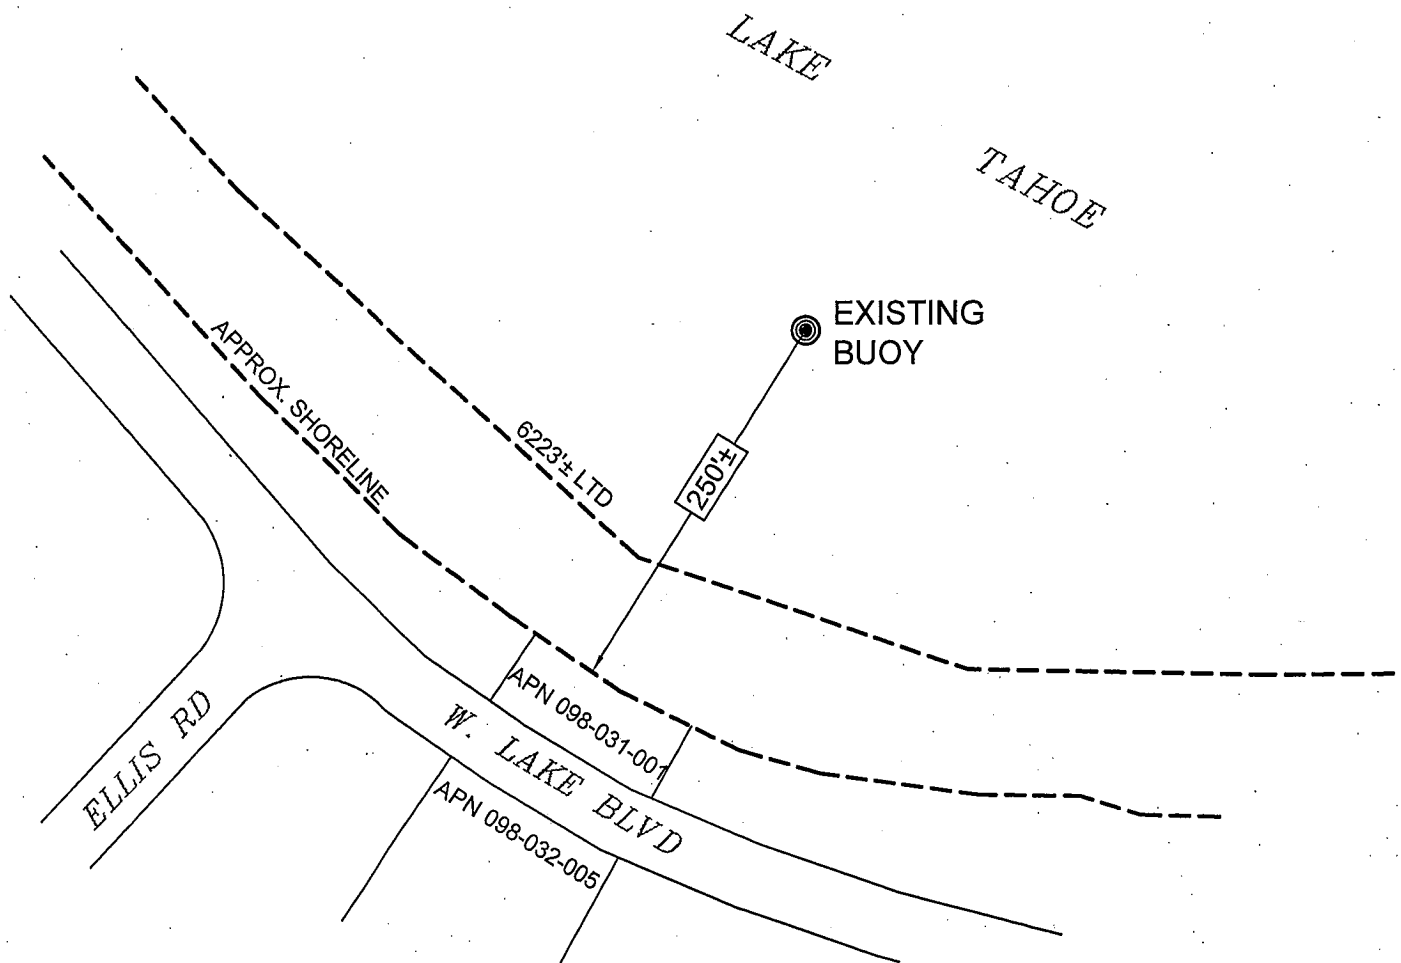 LAKE
TAHOE
EXISTING
BUOY
APPROX. SHORELINE
6223'± LTD
250'±
APN 098-031-001
W. LAKE BLVD
ELLIS RD
APN 098-032-005